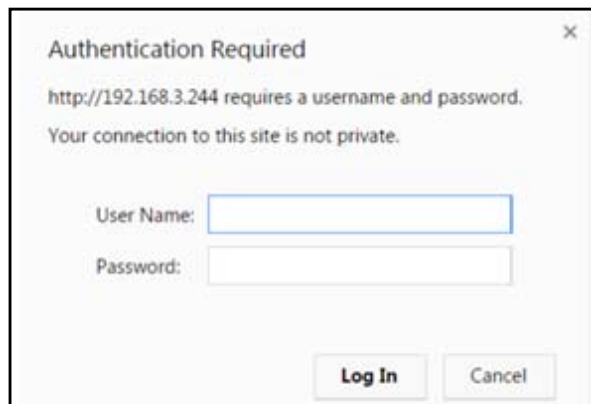 Authentication Required
http://192.168.3.244 requires a username and password.
Your connection to this site is not private.
User Name:
Password:
Log In Cancel